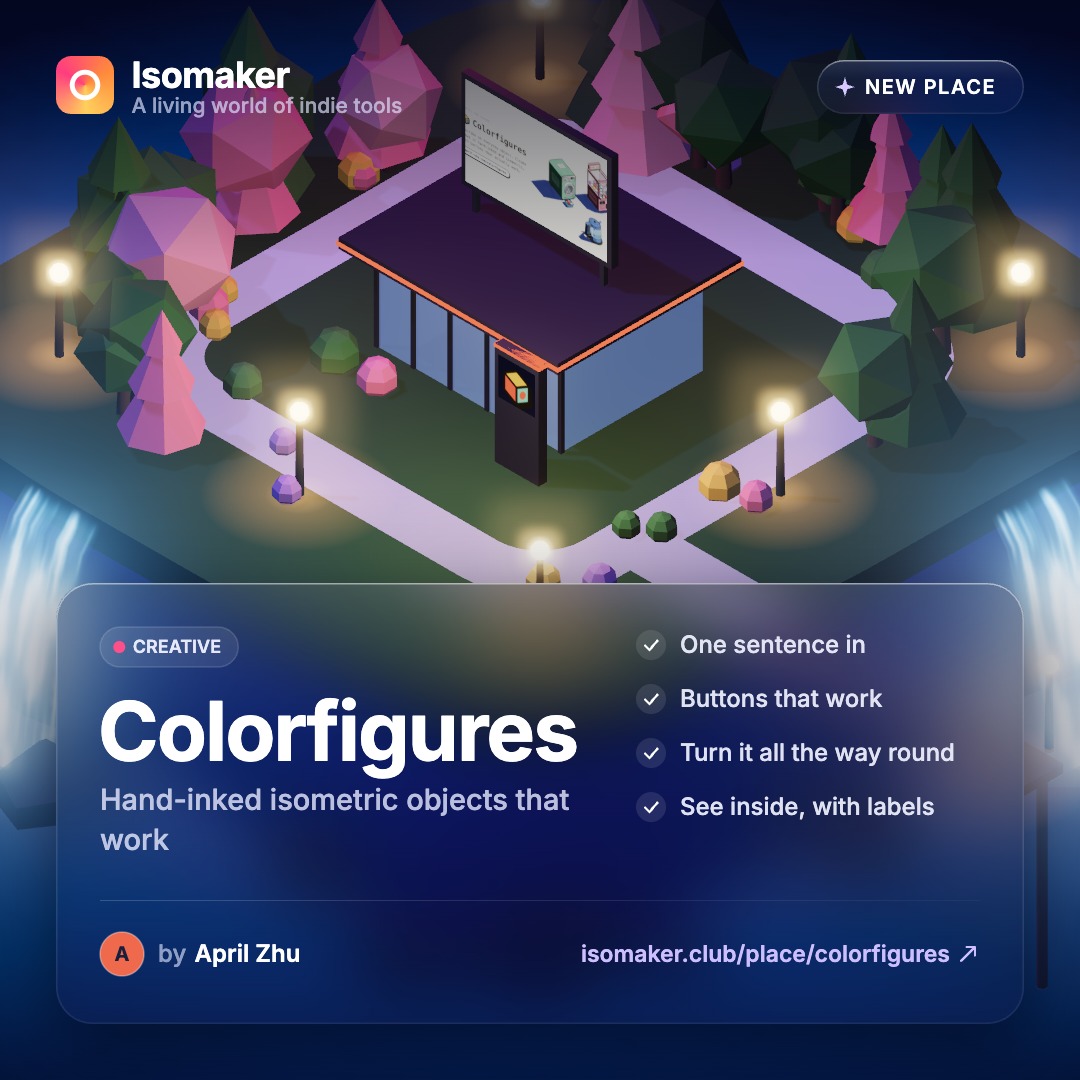 Isomaker
A living world of indie tools
NEW PLACE
Colorfigures
CREATIVE
Colorfigures
Hand-inked isometric objects that
work
One sentence in
Buttons that work
Turn it all the way round
See inside, with labels
A
by April Zhu
isomaker.club/place/colorfigures ↗